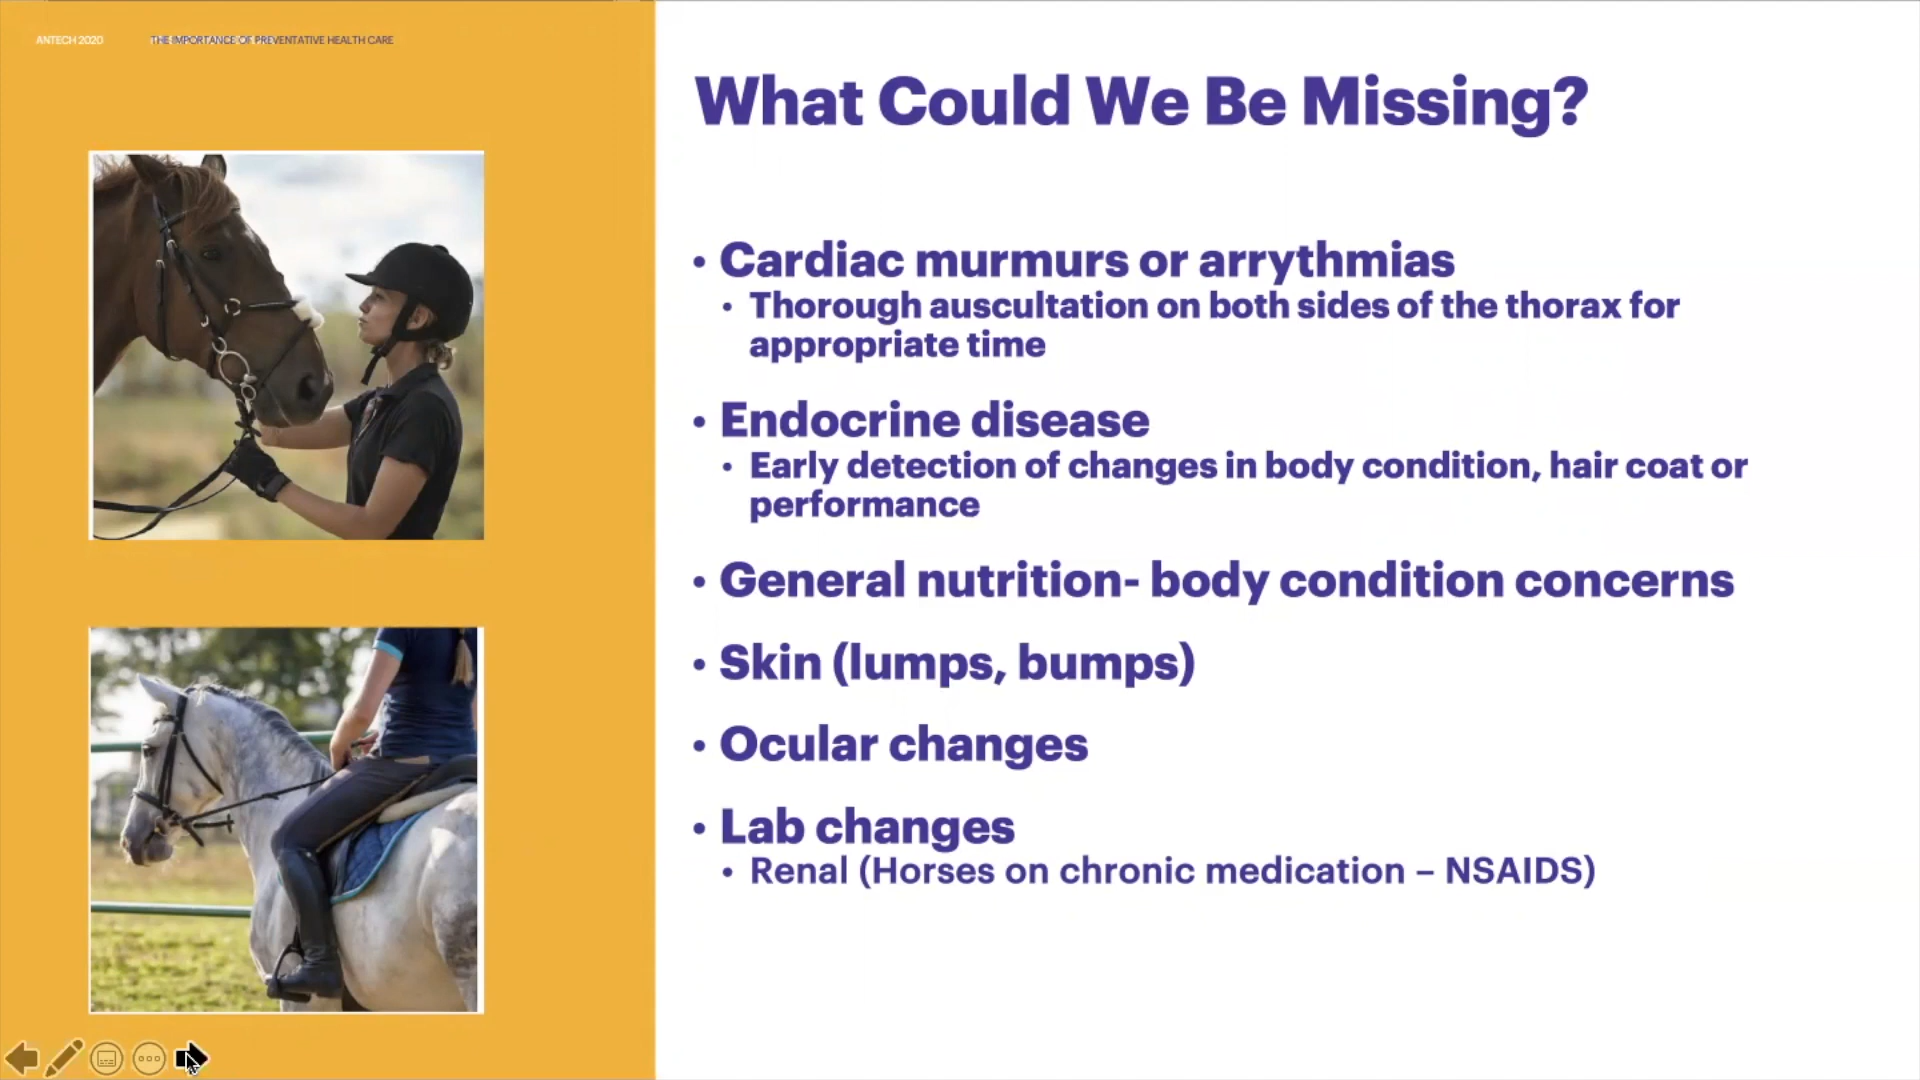 ANTECH 2020
THE IMPORTANCE OF PREVENTATIVE HEALTH CARE
What Could We Be Missing?
• Cardiac murmurs or arrythmias
• Thorough auscultation on both sides of the thorax for
appropriate time
• Endocrine disease
• Early detection of changes in body condition, hair coat or
performance
• General nutrition- body condition concerns
• Skin (lumps, bumps)
• Ocular changes
• Lab changes
• Renal (Horses on chronic medication – NSAIDS)